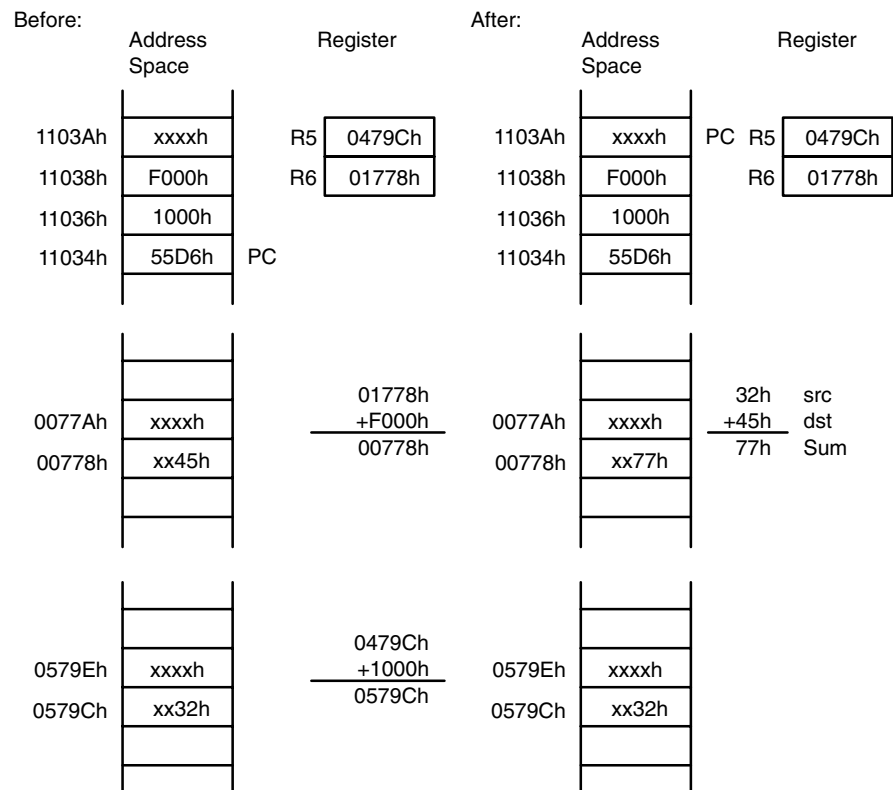 Before:
Address Space
Register
1103Ah xxxxh R5 0479Ch
11038h F000h R6 01778h
11036h 1000h
11034h 55D6h PC
01778h
0077Ah xxxxh +F000h
00778h xx45h 00778h
0479Ch
0579Eh xxxxh +1000h
0579Ch xx32h 0579Ch
After:
Address Space
Register
1103Ah xxxxh PC R5 0479Ch
11038h F000h R6 01778h
11036h 1000h
11034h 55D6h
32h src
0077Ah xxxxh +45h dst
00778h xx77h 77h Sum
0579Eh xxxxh
0579Ch xx32h